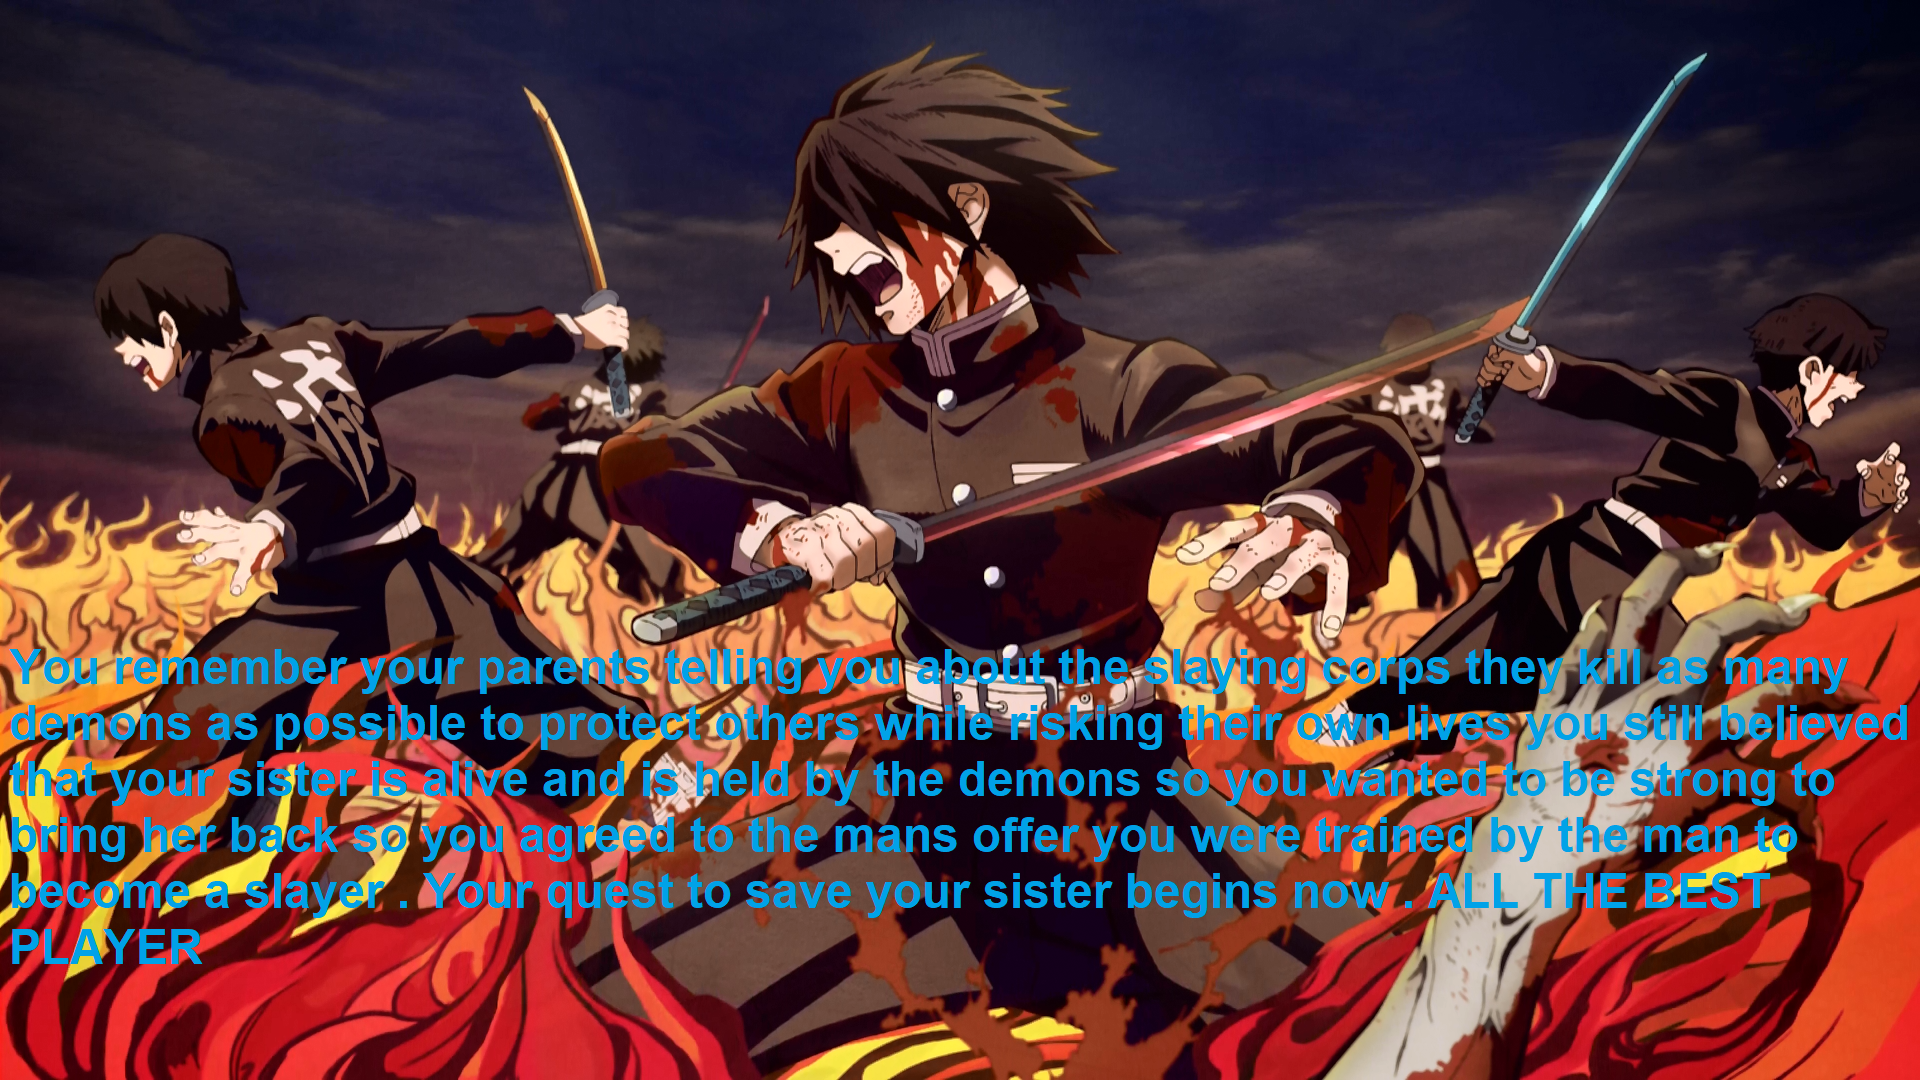 滅
滅
You remember your parents telling you about the slaying corps they kill as many
demons as possible to protect others while risking their own lives you still believed
that your sister is alive and is held by the demons so you wanted to be strong to
bring her back so you agreed to the mans offer you were trained by the man to
become a slayer . Your quest to save your sister begins now . ALL THE BEST
PLAYER